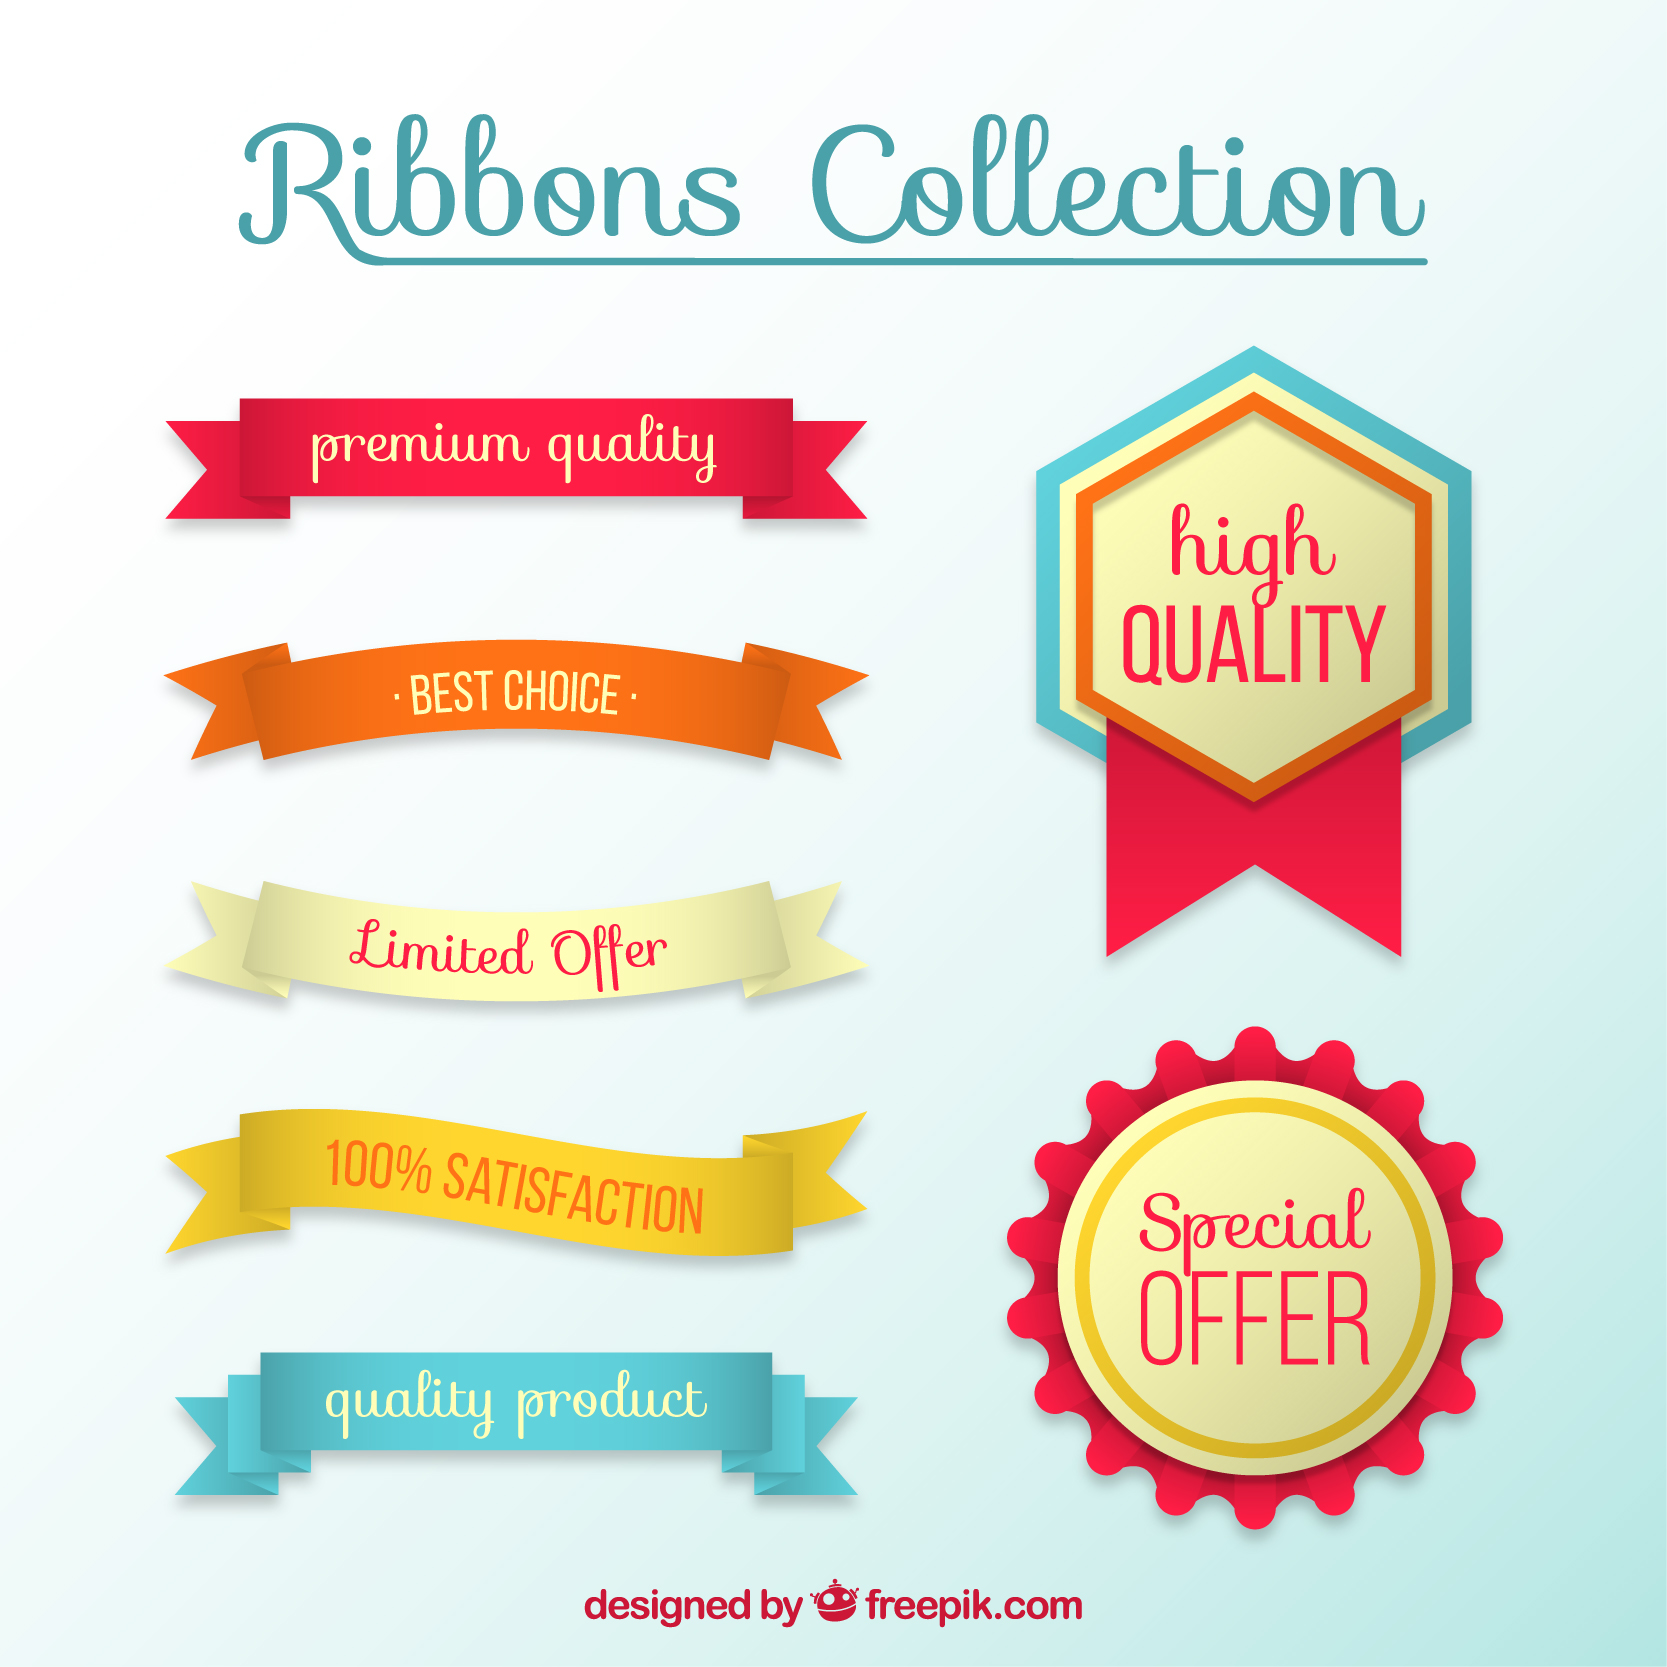 Ribbons Collection
premium quality
· BEST CHOICE ·
Limited Offer
100% SATISFACTION
quality product
high
QUALITY
Special
OFFER
designed by freepik.com